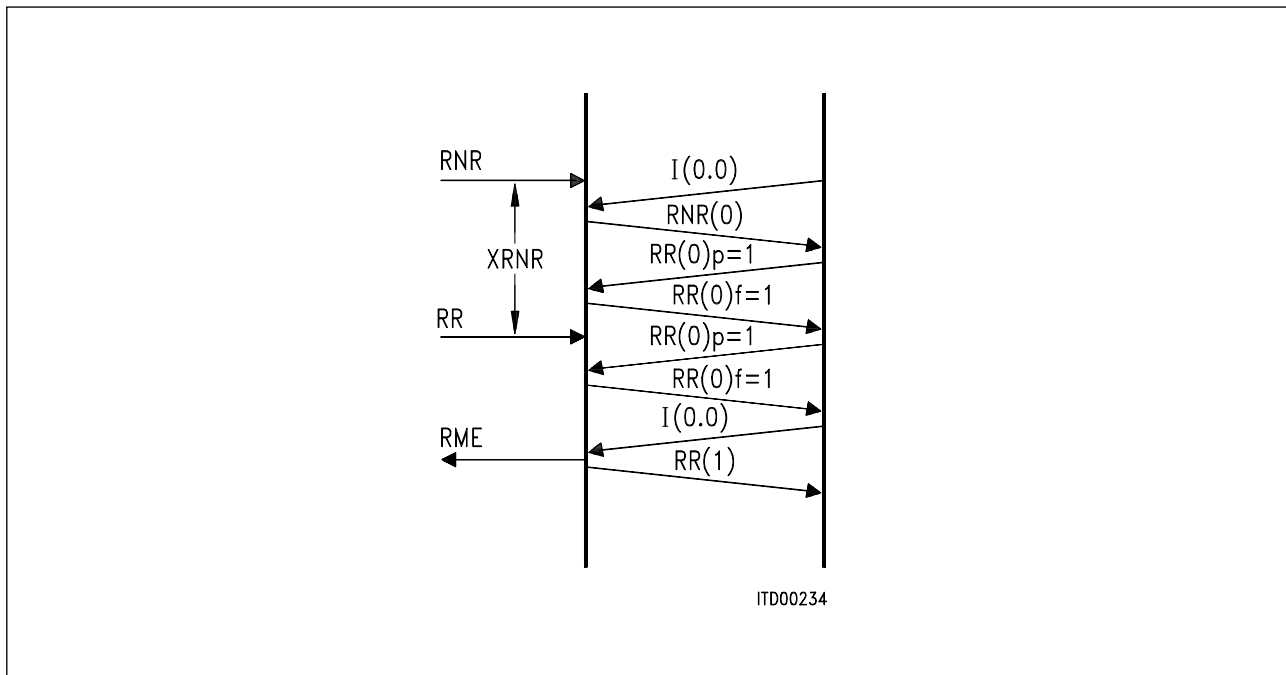 RNR
I(0.0)
RNR(0)
RR(0)p=1
XRNR
RR(0)f=1
RR
RR(0)p=1
RR(0)f=1
I(0.0)
RME
RR(1)
ITD00234